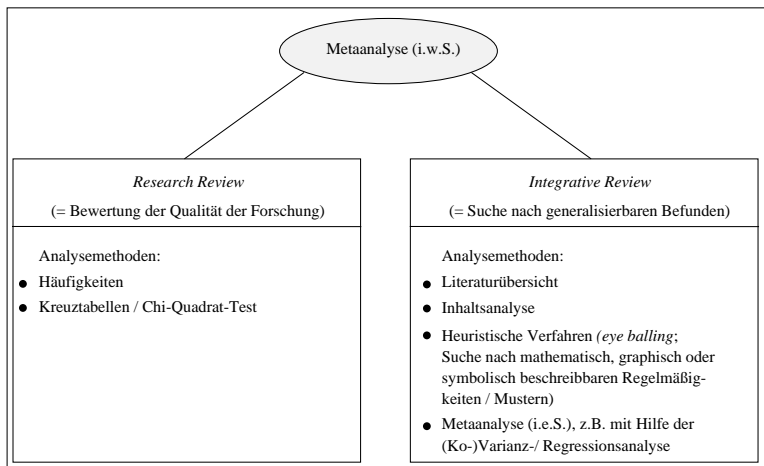 Metaanalyse (i.w.S.)
Research Review
(= Bewertung der Qualität der Forschung)
Analysemethoden:
● Häufigkeiten
● Kreuztabellen / Chi-Quadrat-Test
Integrative Review
(= Suche nach generalisierbaren Befunden)
Analysemethoden:
● Literaturübersicht
● Inhaltsanalyse
● Heuristische Verfahren (eye balling;
Suche nach mathematisch, graphisch oder
symbolisch beschreibbaren Regelmäßig-
keiten / Mustern)
● Metaanalyse (i.e.S.), z.B. mit Hilfe der
(Ko-)Varianz-/ Regressionsanalyse